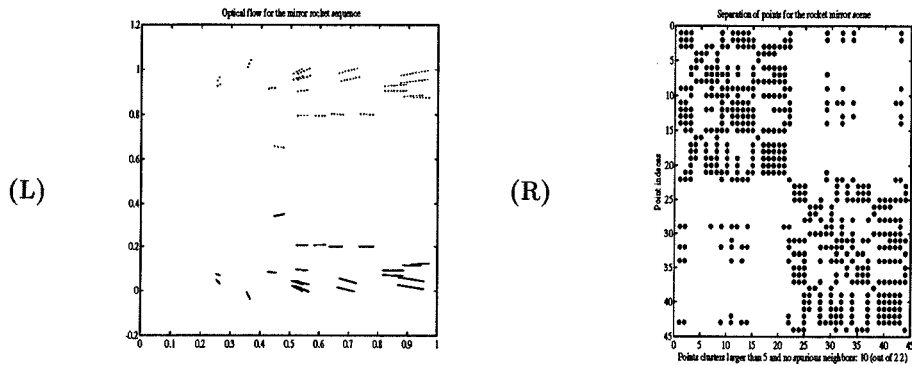 Optical flow for the mirror rocket sequence
1.2
1
0.8
0.6
0.4
0.2
0
-0.2
0 0.1 0.2 0.3 0.4 0.5 0.6 0.7 0.8 0.9 1
(L)
Separation of points for the rocket mirror scene
0
5
10
15
20
25
30
35
40
45
Point indexes
0 5 10 15 20 25 30 35 40 45
Points clusters larger than 5 and no spurious neighbors: 10 (out of 22)
(R)